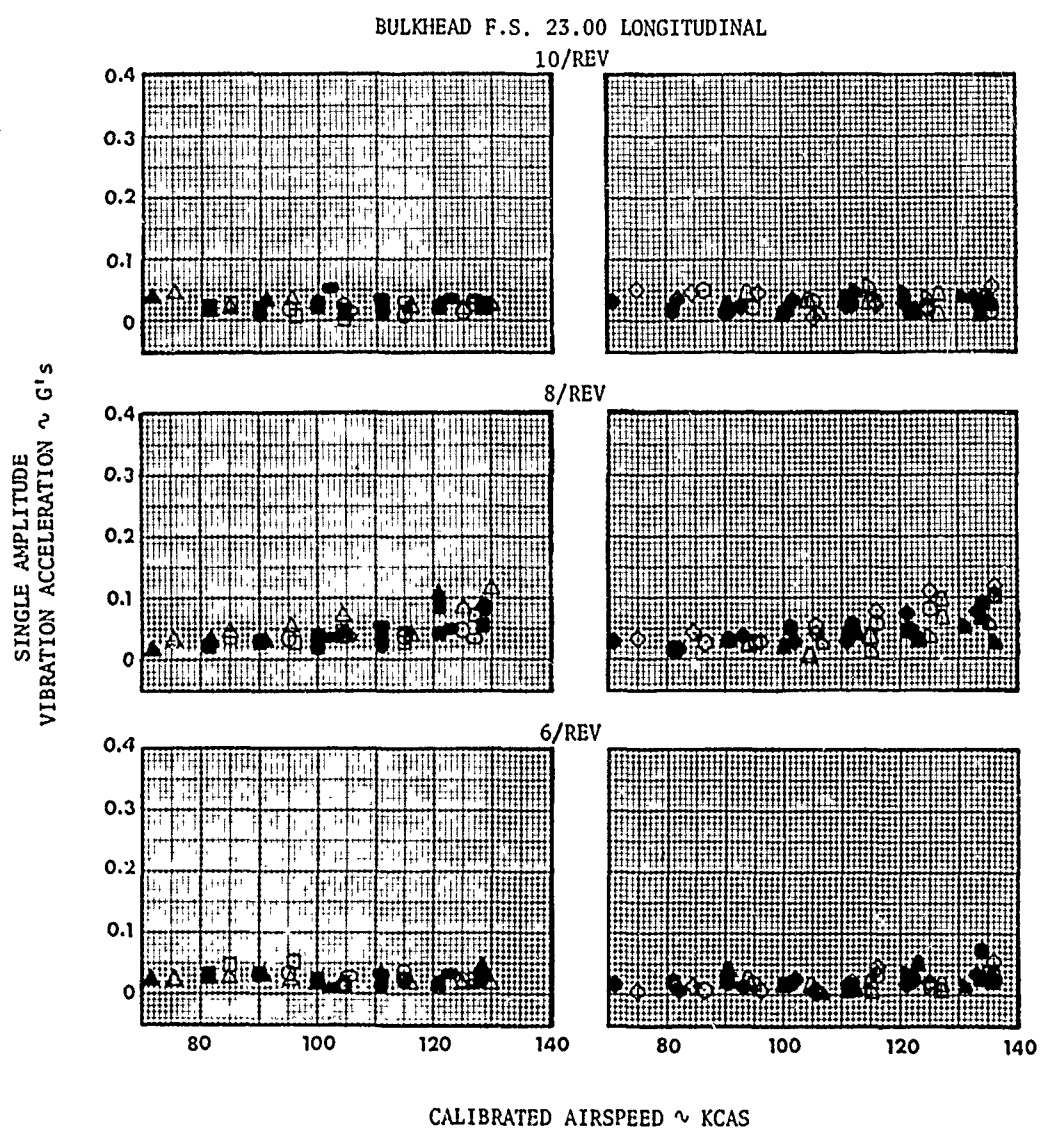 BULKHEAD F.S. 23.00 LONGITUDINAL
10/REV
0.4
0.3
0.2
0.1
0
8/REV
0.4
0.3
0.2
0.1
0
6/REV
0.4
0.3
0.2
0.1
0
80 100 120 140 80 100 120 140
SINGLE AMPLITUDE
VIBRATION ACCELERATION ~ G's
CALIBRATED AIRSPEED ~ KCAS